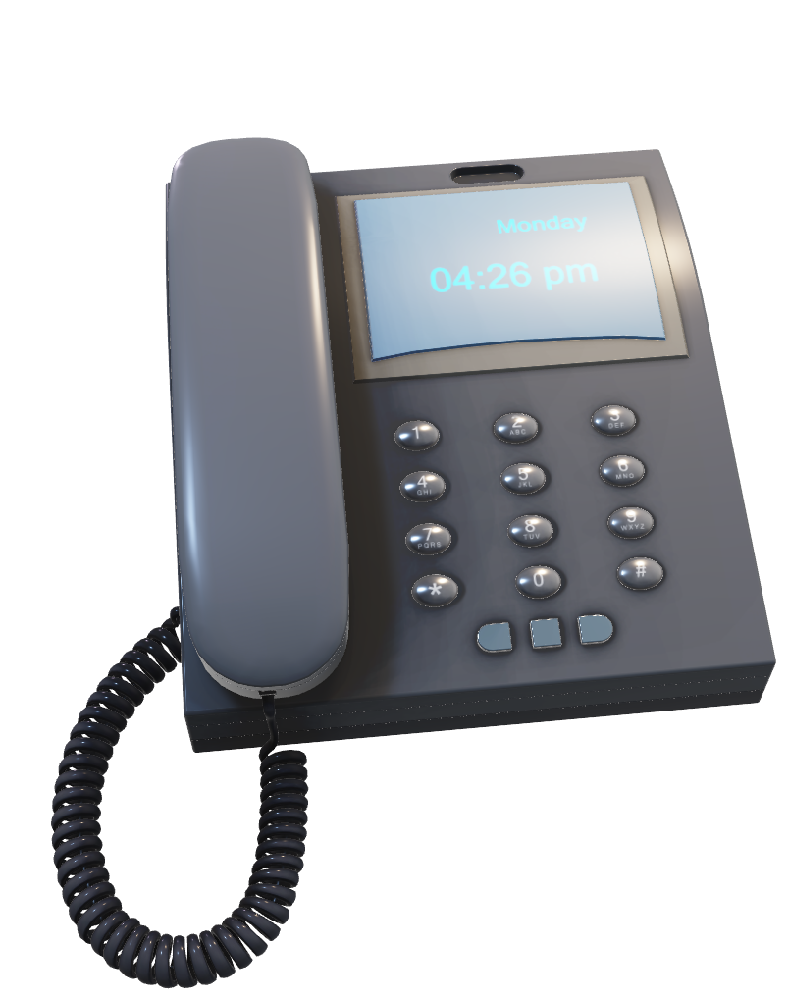 Monday
04:26 pm
1 2 ABC 3 DEF
4 GHI 5 JKL 6 MNO
7 PQRS 8 TUV 9 WXYZ
* 0 #